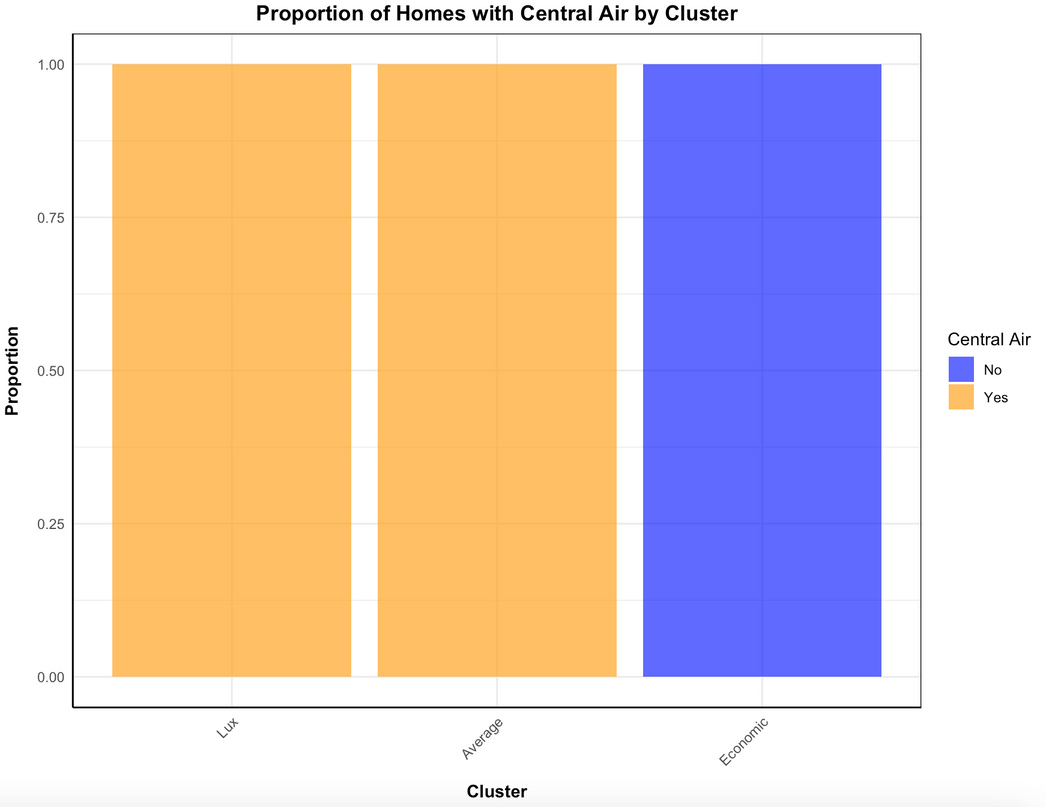 Proportion of Homes with Central Air by Cluster
1.00
0.75
0.50
0.25
0.00
Proportion
Lux
Average
Economic
Cluster
Central Air
No
Yes